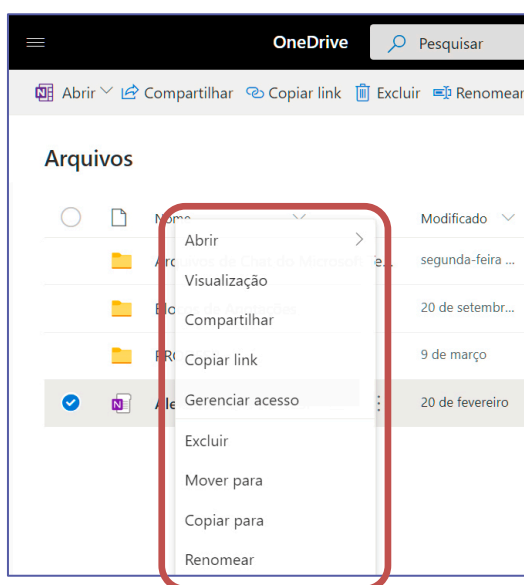 OneDrive
Pesquisar
Abrir Compartilhar Copiar link Excluir Renomear
Arquivos
Nome Modificado
Abrir
segunda-feira ...
Visualização
20 de setembr...
Compartilhar
Copiar link
9 de março
Gerenciar acesso
20 de fevereiro
Excluir
Mover para
Copiar para
Renomear